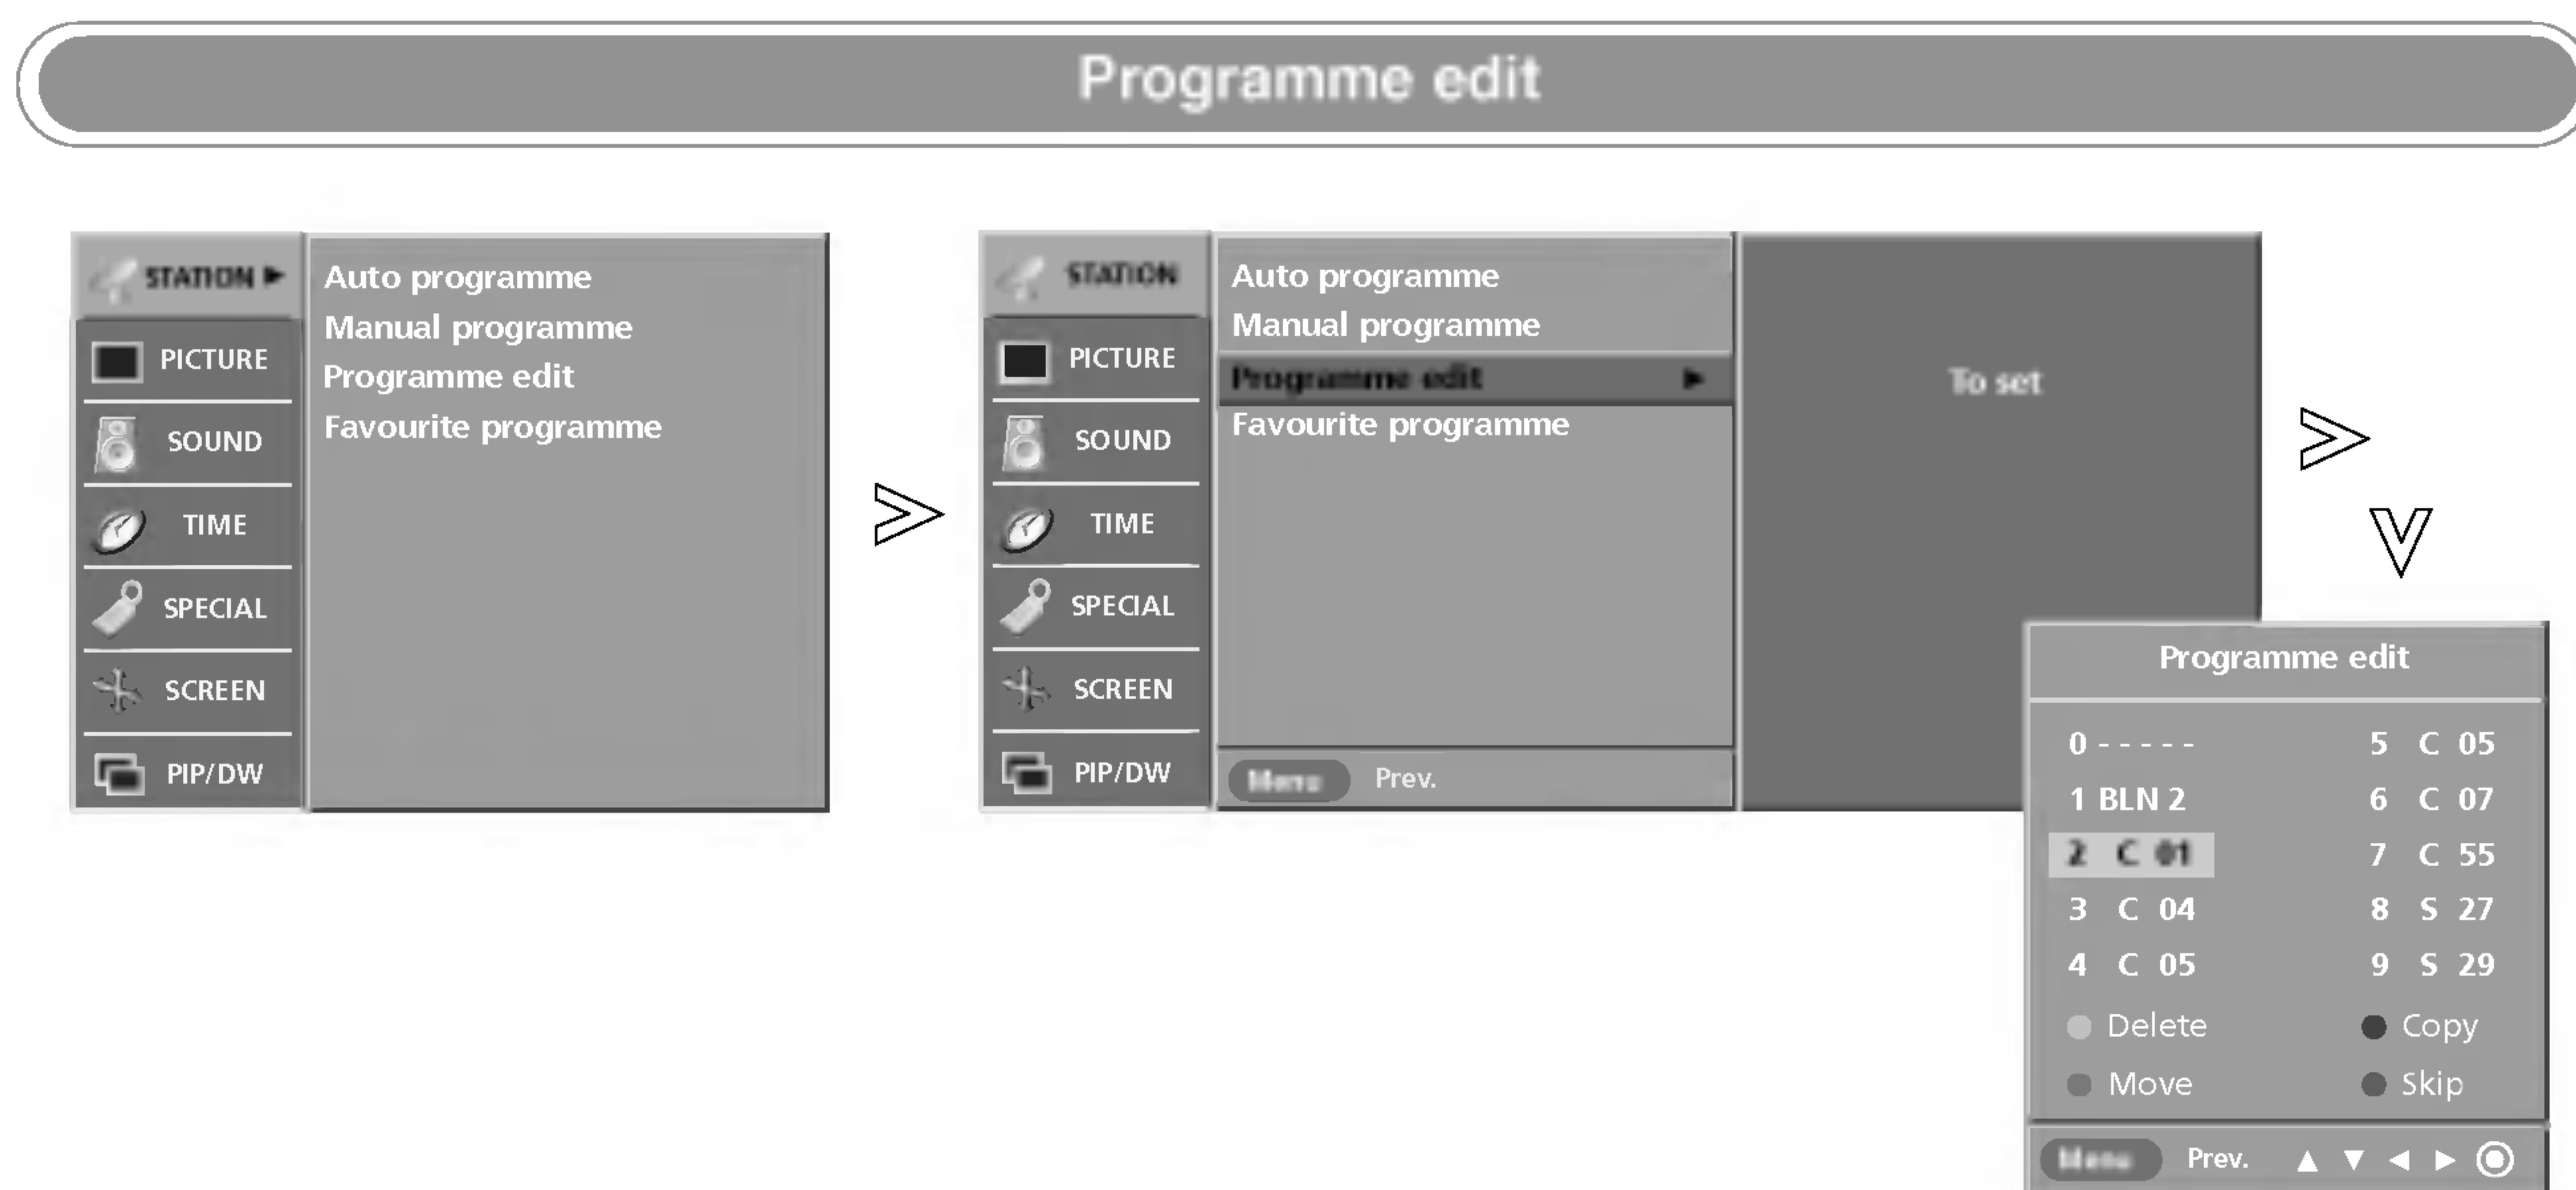 Programme edit
STATION ►
PICTURE
SOUND
TIME
SPECIAL
SCREEN
PIP/DW
Auto programme
Manual programme
Programme edit
Favourite programme
STATION
PICTURE
SOUND
TIME
SPECIAL
SCREEN
PIP/DW
Auto programme
Manual programme
Programme edit ►
Favourite programme
Menu Prev.
To set
Programme edit
0 - - - - - 5 C 05
1 BLN 2 6 C 07
2 C 01 7 C 55
3 C 04 8 S 27
4 C 05 9 S 29
Delete Copy
Move Skip
Menu Prev. ▲ ▼ ◄ ►